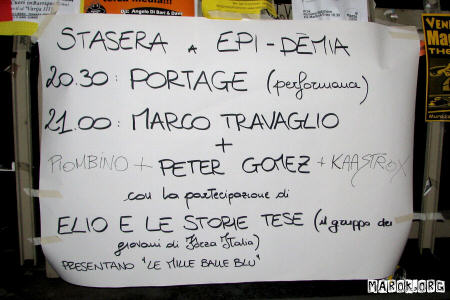 STASERA A EPI-DÈMIA
20.30: PORTAGE (performance)
21.00: MARCO TRAVAGLIO
+
PIOMBINO + PETER GOMEZ + KAASTROX
con la partecipazione di
ELIO E LE STORIE TESE (il gruppo dei
giovani di Forza Italia)
PRESENTANO "LE MILLE BALLE BLU"
MAROK.ORG